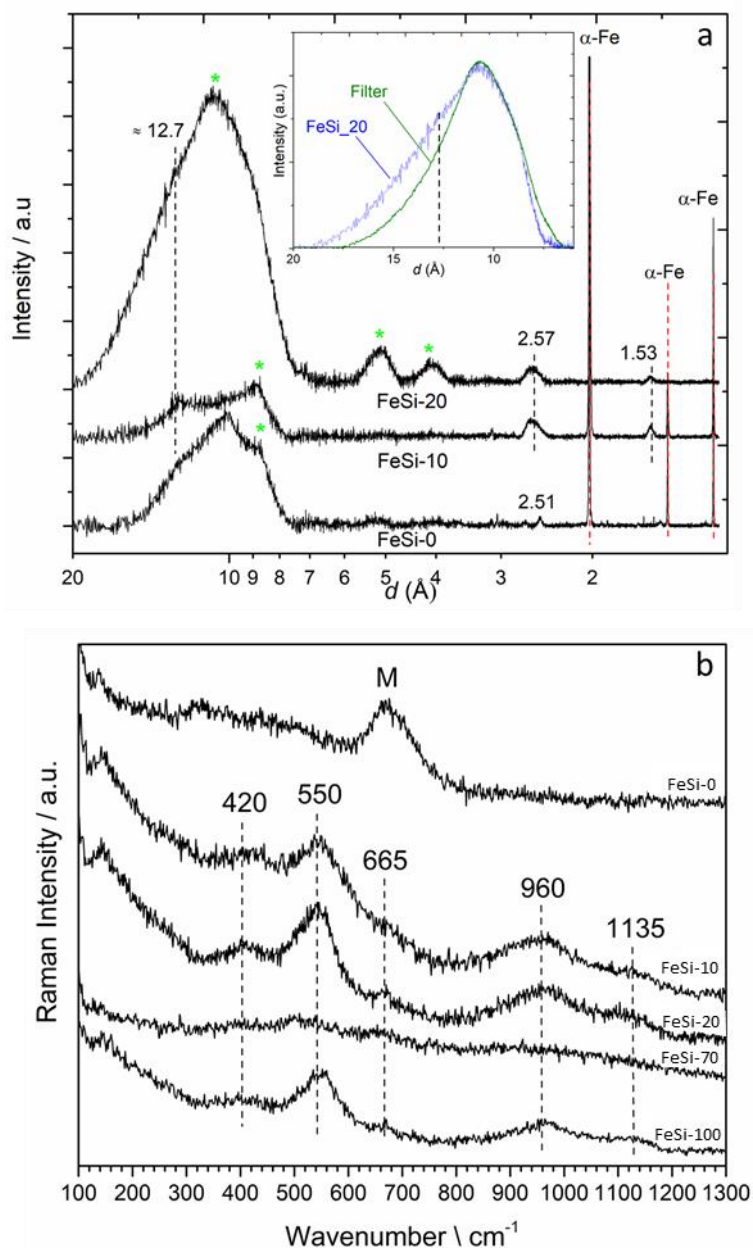 a
α-Fe
*
≈ 12.7
Filter
FeSi_20
Intensity (a.u.)
20 15 10
d (Å)
α-Fe
α-Fe
Intensity / a.u
* *
2.57
1.53
FeSi-20
*
FeSi-10
*
2.51
FeSi-0
20 10 9 8 7 6 5 4 3 2
d (Å)
b
M
FeSi-0
420 550 665 960 1135
FeSi-10
FeSi-20
FeSi-70
FeSi-100
Raman Intensity / a.u.
100 200 300 400 500 600 700 800 900 1000 1100 1200 1300
Wavenumber \ cm⁻¹